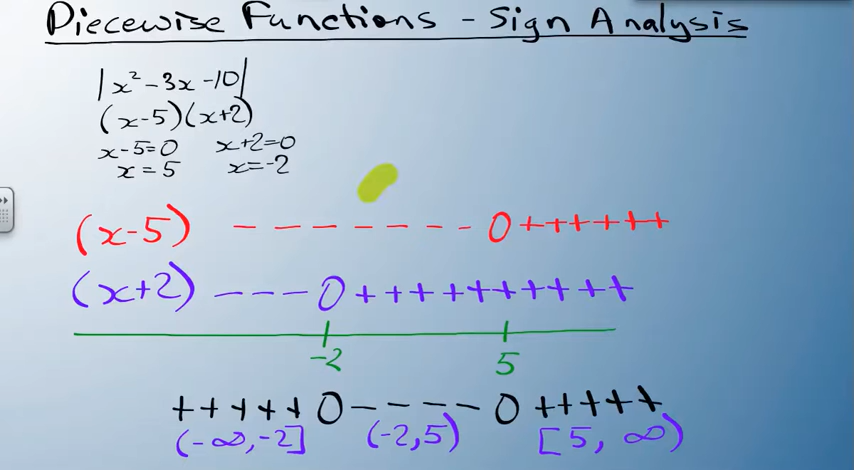 Piecewise Functions - Sign Analysis
|x² - 3x - 10|
(x-5)(x+2)
x-5=0 x+2=0
x=5 x=-2
(x-5) - - - - - - - - 0 + + + + + +
(x+2) - - - 0 + + + + + + + + +
-2 5
+ + + + + 0 - - - - - 0 + + + + +
(-∞,-2] (-2,5) [5, ∞)